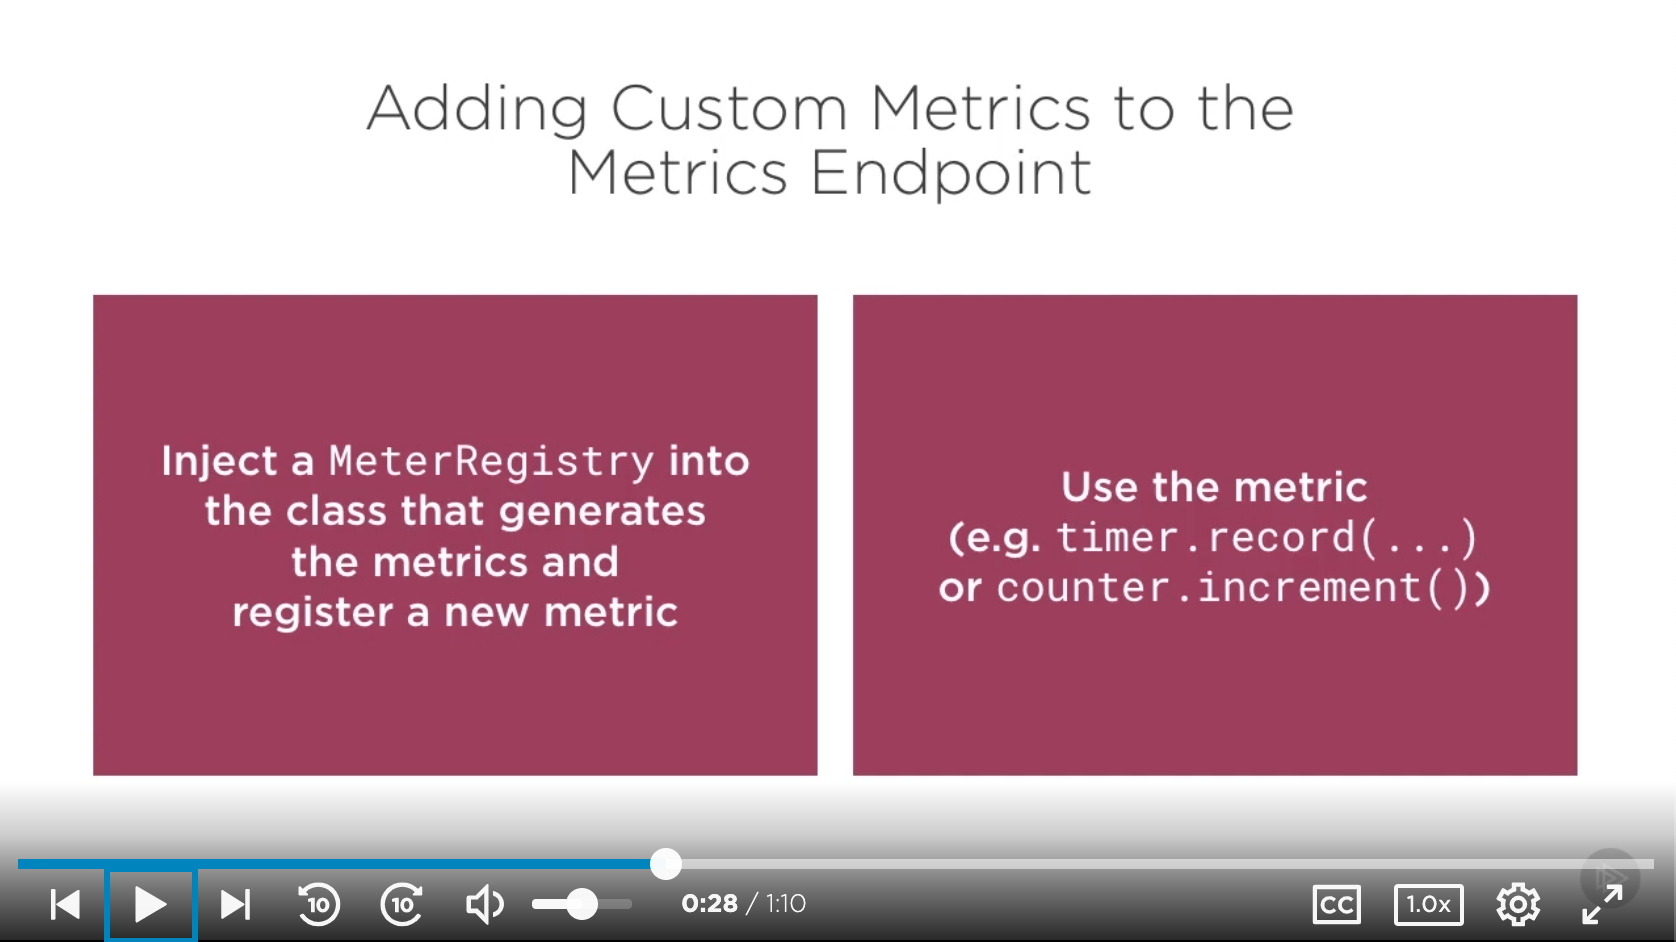 Adding Custom Metrics to the
Metrics Endpoint
Inject a MeterRegistry into
the class that generates
the metrics and
register a new metric
Use the metric
(e.g. timer.record(...)
or counter.increment())
10
10
0:28 / 1:10
CC
1.0x